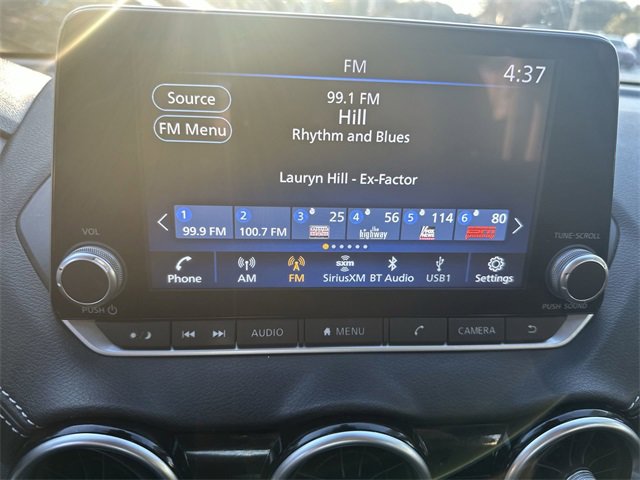 FM
4:37
Source
99.1 FM
FM Menu
Hill
Rhythm and Blues
Lauryn Hill - Ex-Factor
1 2 3 25 4 56 5 114 6 80
99.9 FM 100.7 FM the highway
VOL
TUNE·SCROLL
Phone AM FM sxm SiriusXM BT Audio USB1 Settings
PUSH
PUSH SOUND
AUDIO MENU CAMERA